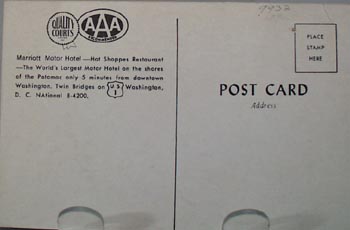 QUALITY
COURTS
AAA
Marriott Motor Hotel — Hot Shoppes Restaurant
— The World's Largest Motor Hotel on the shores
of the Potomac only 5 minutes from downtown
Washington, Twin Bridges on U S 1 Washington,
D. C. NAtional 8-4200.
9932
PLACE
STAMP
HERE
POST CARD
Address